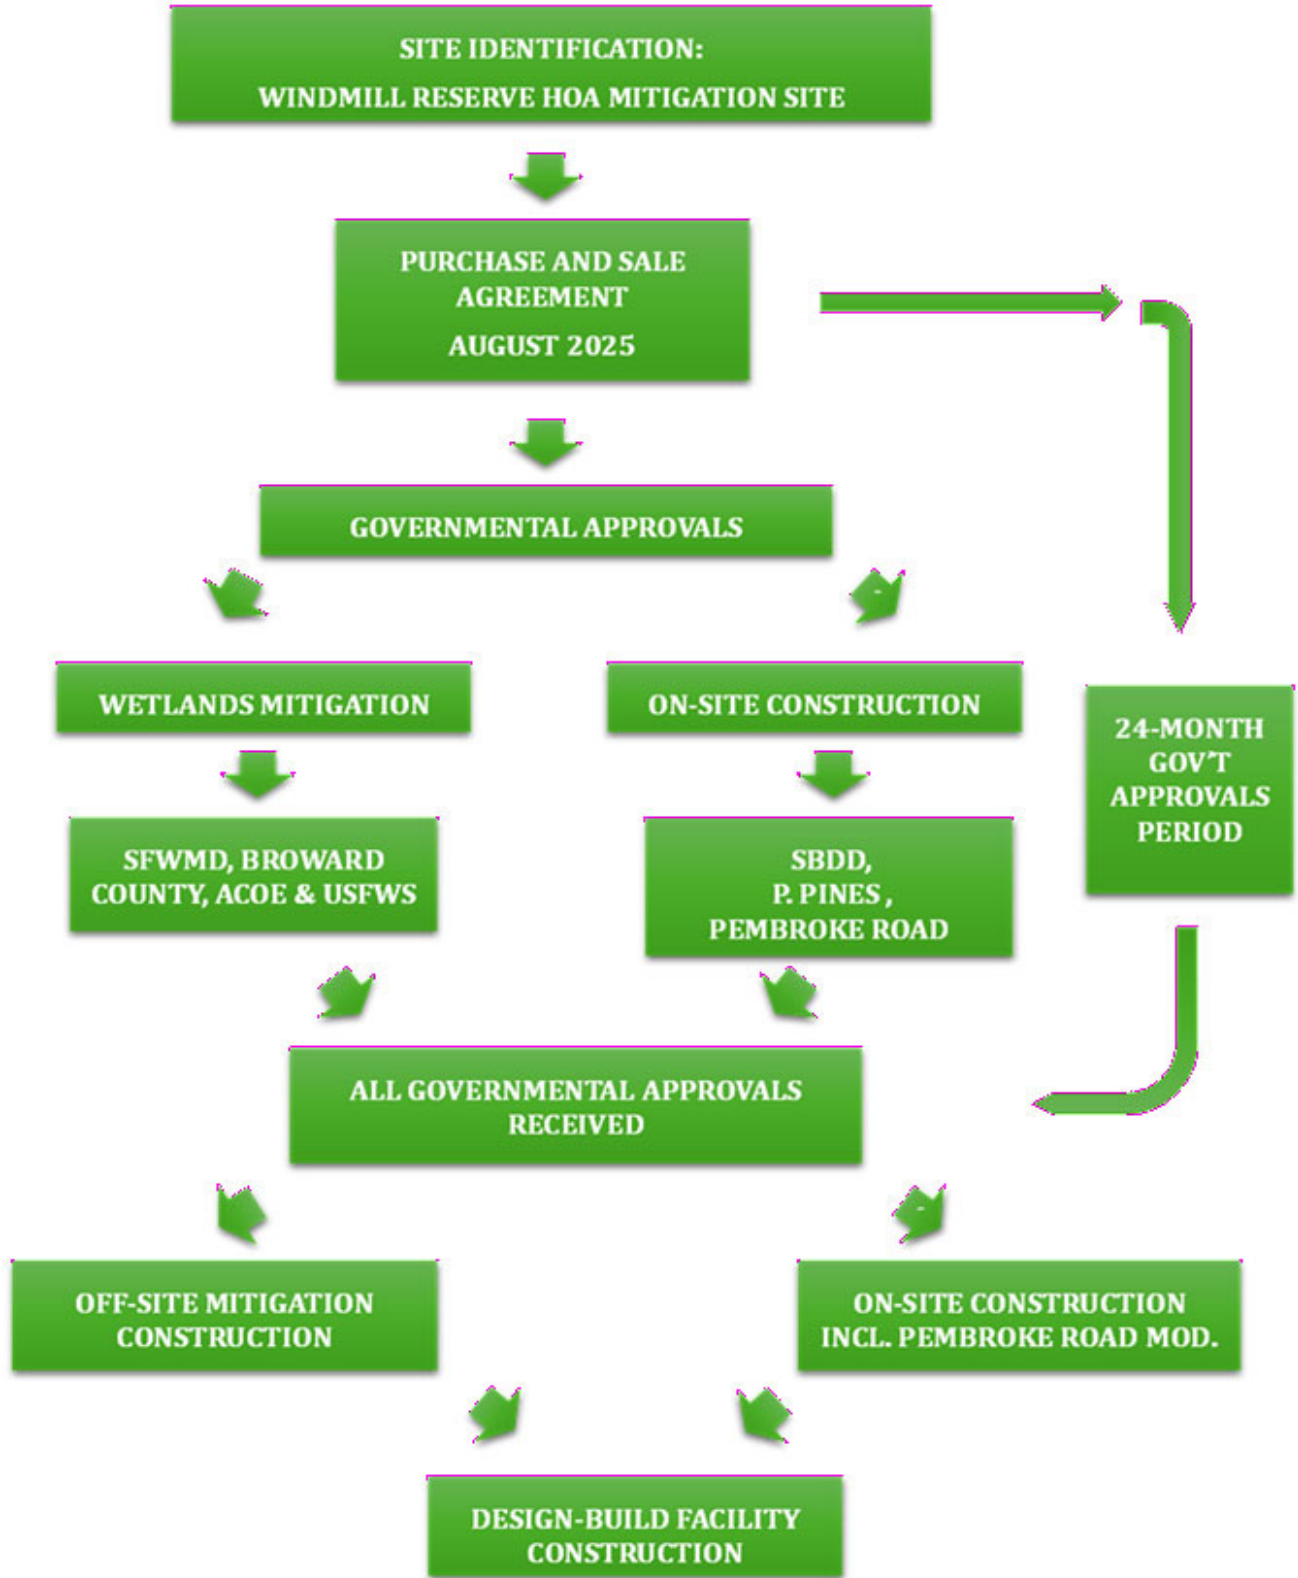 SITE IDENTIFICATION:
WINDMILL RESERVE HOA MITIGATION SITE
PURCHASE AND SALE
AGREEMENT
AUGUST 2025
GOVERNMENTAL APPROVALS
WETLANDS MITIGATION
ON-SITE CONSTRUCTION
24-MONTH
GOV'T
APPROVALS
PERIOD
SFWMD, BROWARD
COUNTY, ACOE & USFWS
SBDD,
P. PINES ,
PEMBROKE ROAD
ALL GOVERNMENTAL APPROVALS
RECEIVED
OFF-SITE MITIGATION
CONSTRUCTION
ON-SITE CONSTRUCTION
INCL. PEMBROKE ROAD MOD.
DESIGN-BUILD FACILITY
CONSTRUCTION